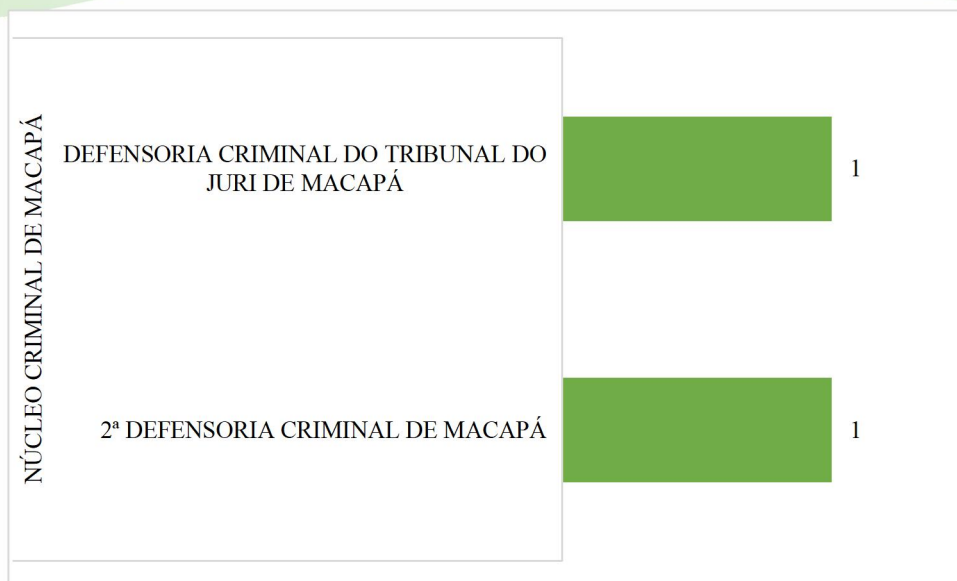 NÚCLEO CRIMINAL DE MACAPÁ
DEFENSORIA CRIMINAL DO TRIBUNAL DO
JURI DE MACAPÁ
1
2ª DEFENSORIA CRIMINAL DE MACAPÁ
1